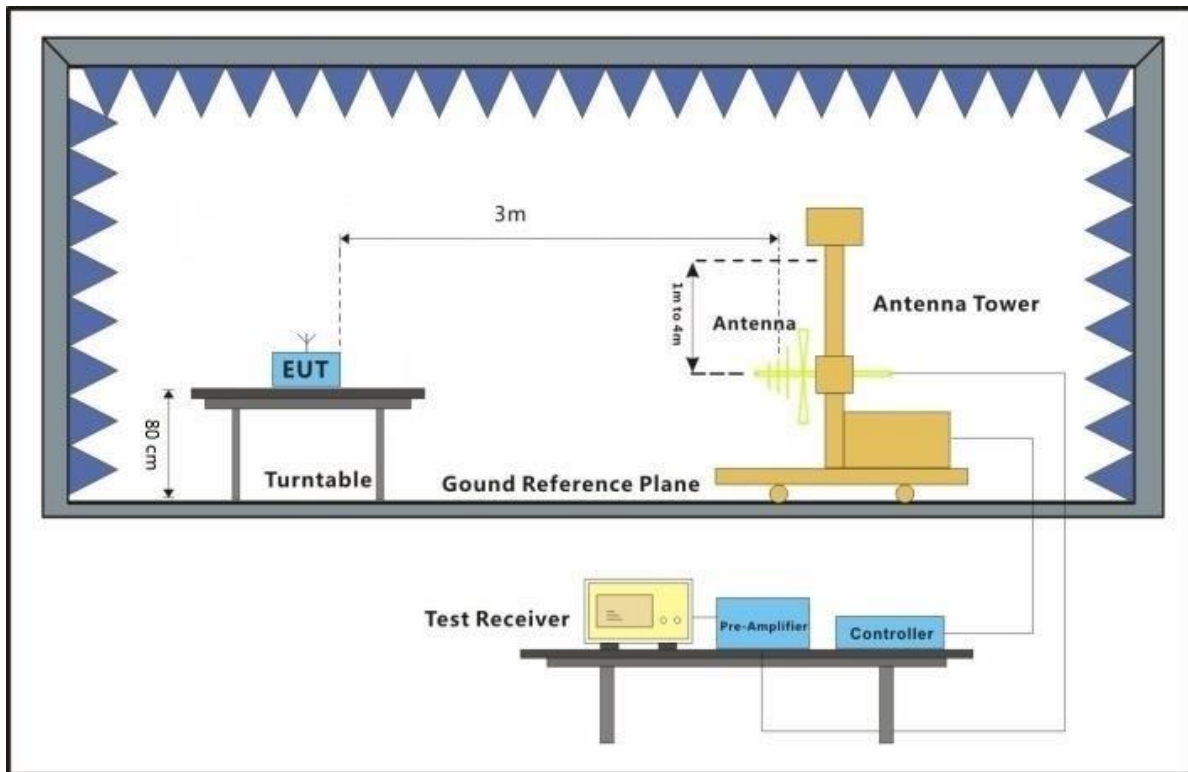 3m
1m to 4m
Antenna
Antenna Tower
EUT
80 cm
Turntable
Gound Reference Plane
Test Receiver
Pre-Amplifier
Controller